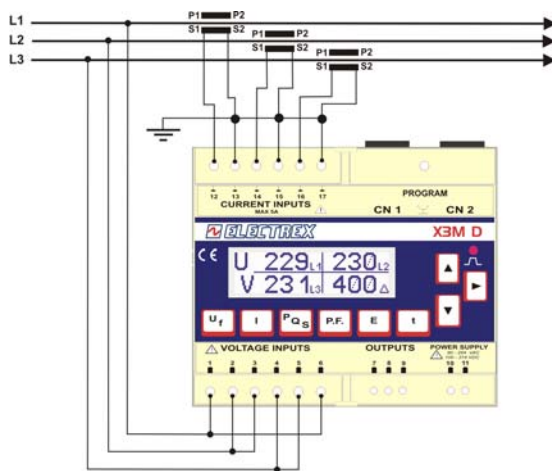 L1
L2
L3
P1 P2
S1 S2
P1 P2
S1 S2
P1 P2
S1 S2
12 13 14 15 16 17
CURRENT INPUTS
MAX 5A
PROGRAM
CN 1 CN 2
ELECTREX
X3M D
CE
U 229 L1 230 L2
V 231 L3 400 Δ
Uf I PQS P.F. E t
VOLTAGE INPUTS
OUTPUTS
POWER SUPPLY
1 2 3 4 5 6 7 8 9 10 11